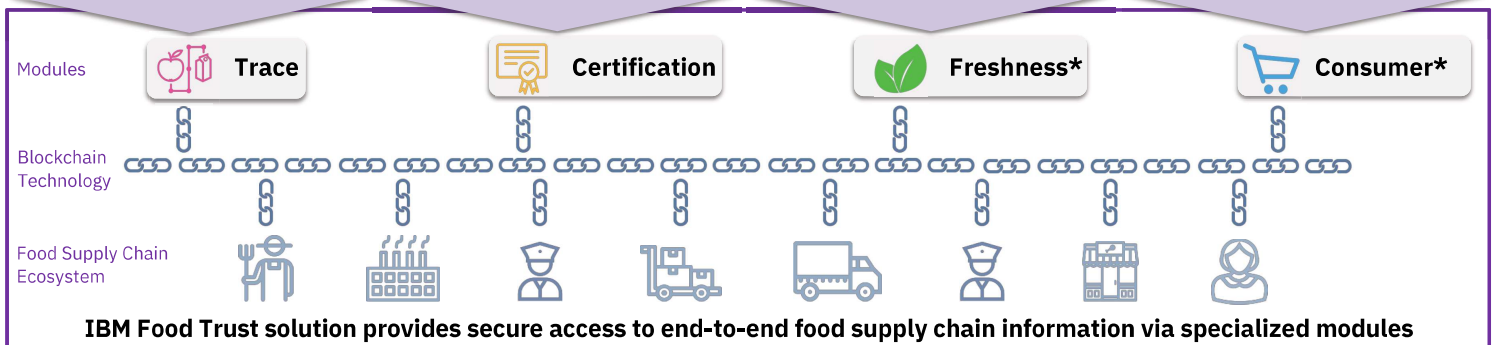 Modules
Trace
Certification
Freshness*
Consumer*
Blockchain
Technology
Food Supply Chain
Ecosystem
IBM Food Trust solution provides secure access to end-to-end food supply chain information via specialized modules